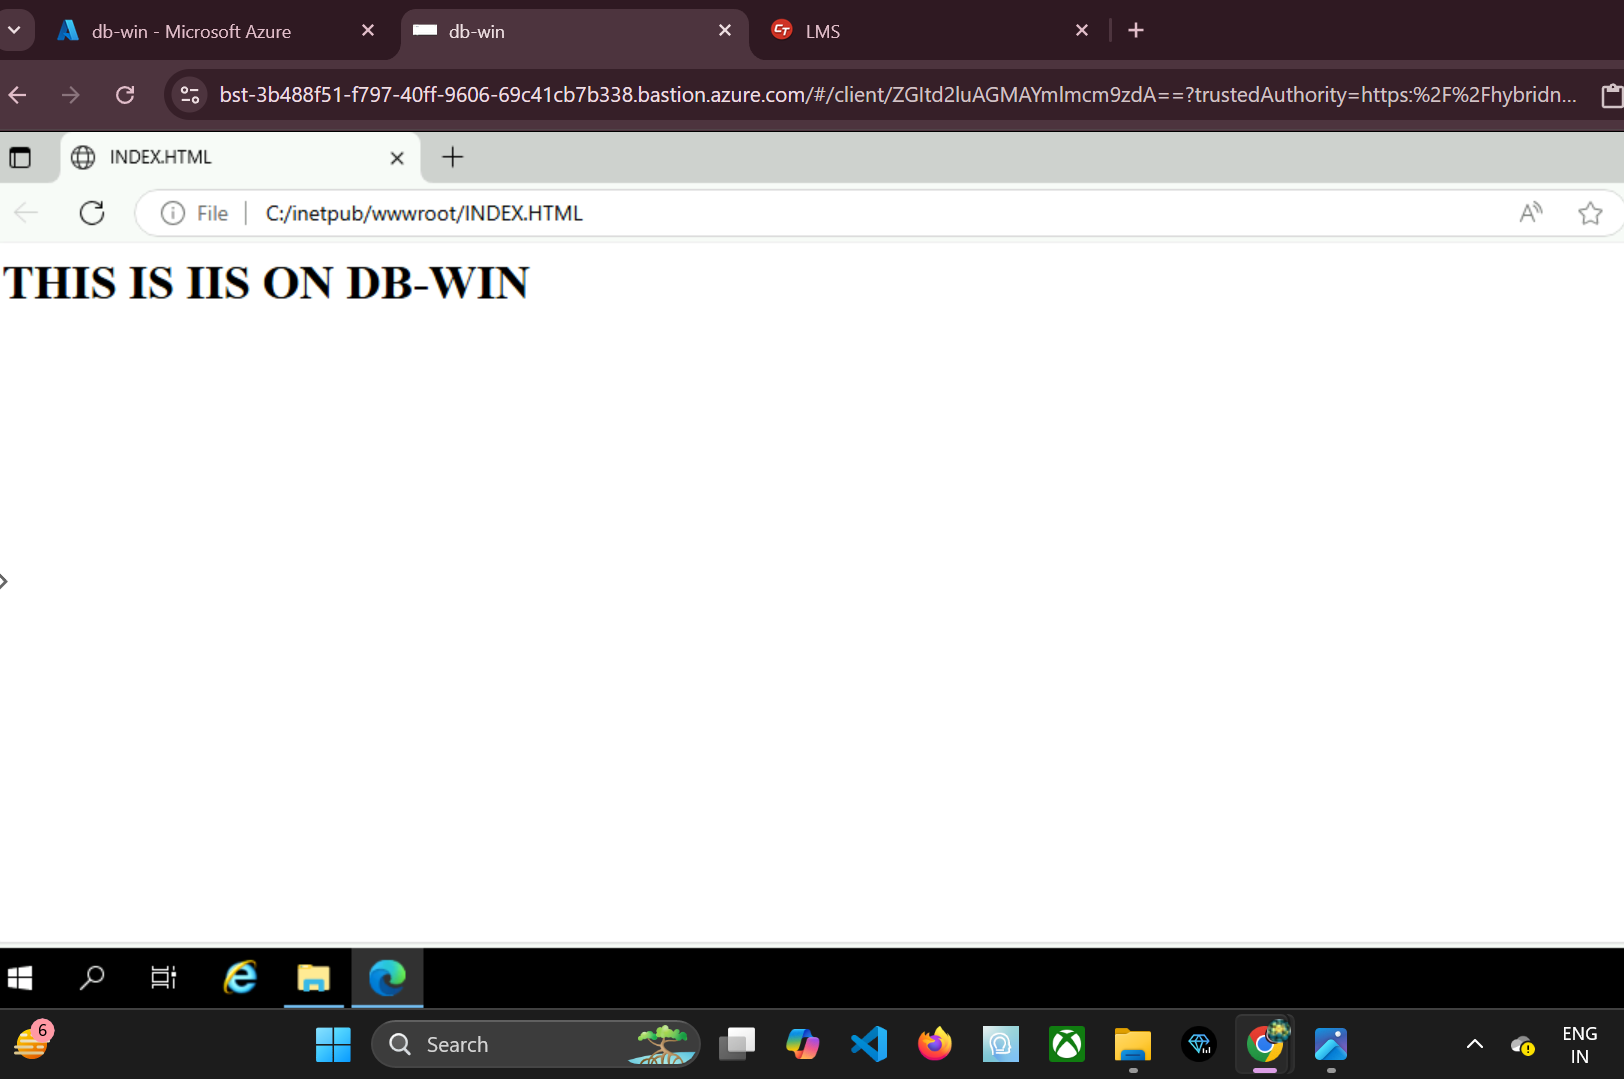 db-win - Microsoft Azure
db-win
LMS
bst-3b488f51-f797-40ff-9606-69c41cb7b338.bastion.azure.com/#/client/ZGItd2luAGMAYmlmcm9zdA==?trustedAuthority=https:%2F%2Fhybridn...
INDEX.HTML
File
C:/inetpub/wwwroot/INDEX.HTML
THIS IS IIS ON DB-WIN
6
Search
ENG
IN